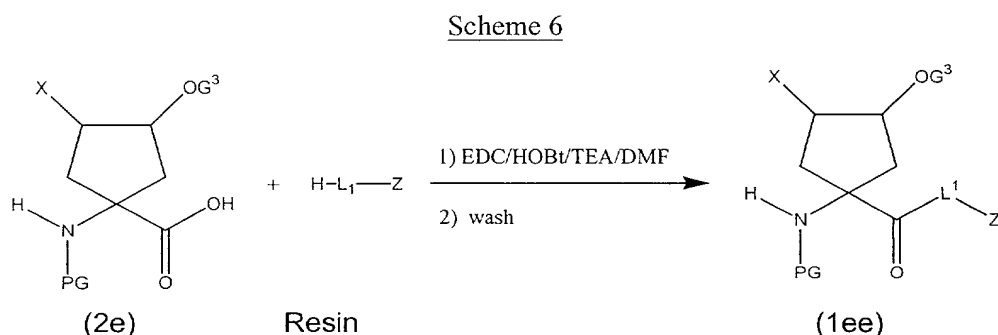 Scheme 6
X
OG³
H
N
PG
OH
O
+
H-L₁—Z
1) EDC/HOBt/TEA/DMF
2) wash
X
OG³
H
N
PG
O
L¹
Z
(2e)
Resin
(1ee)